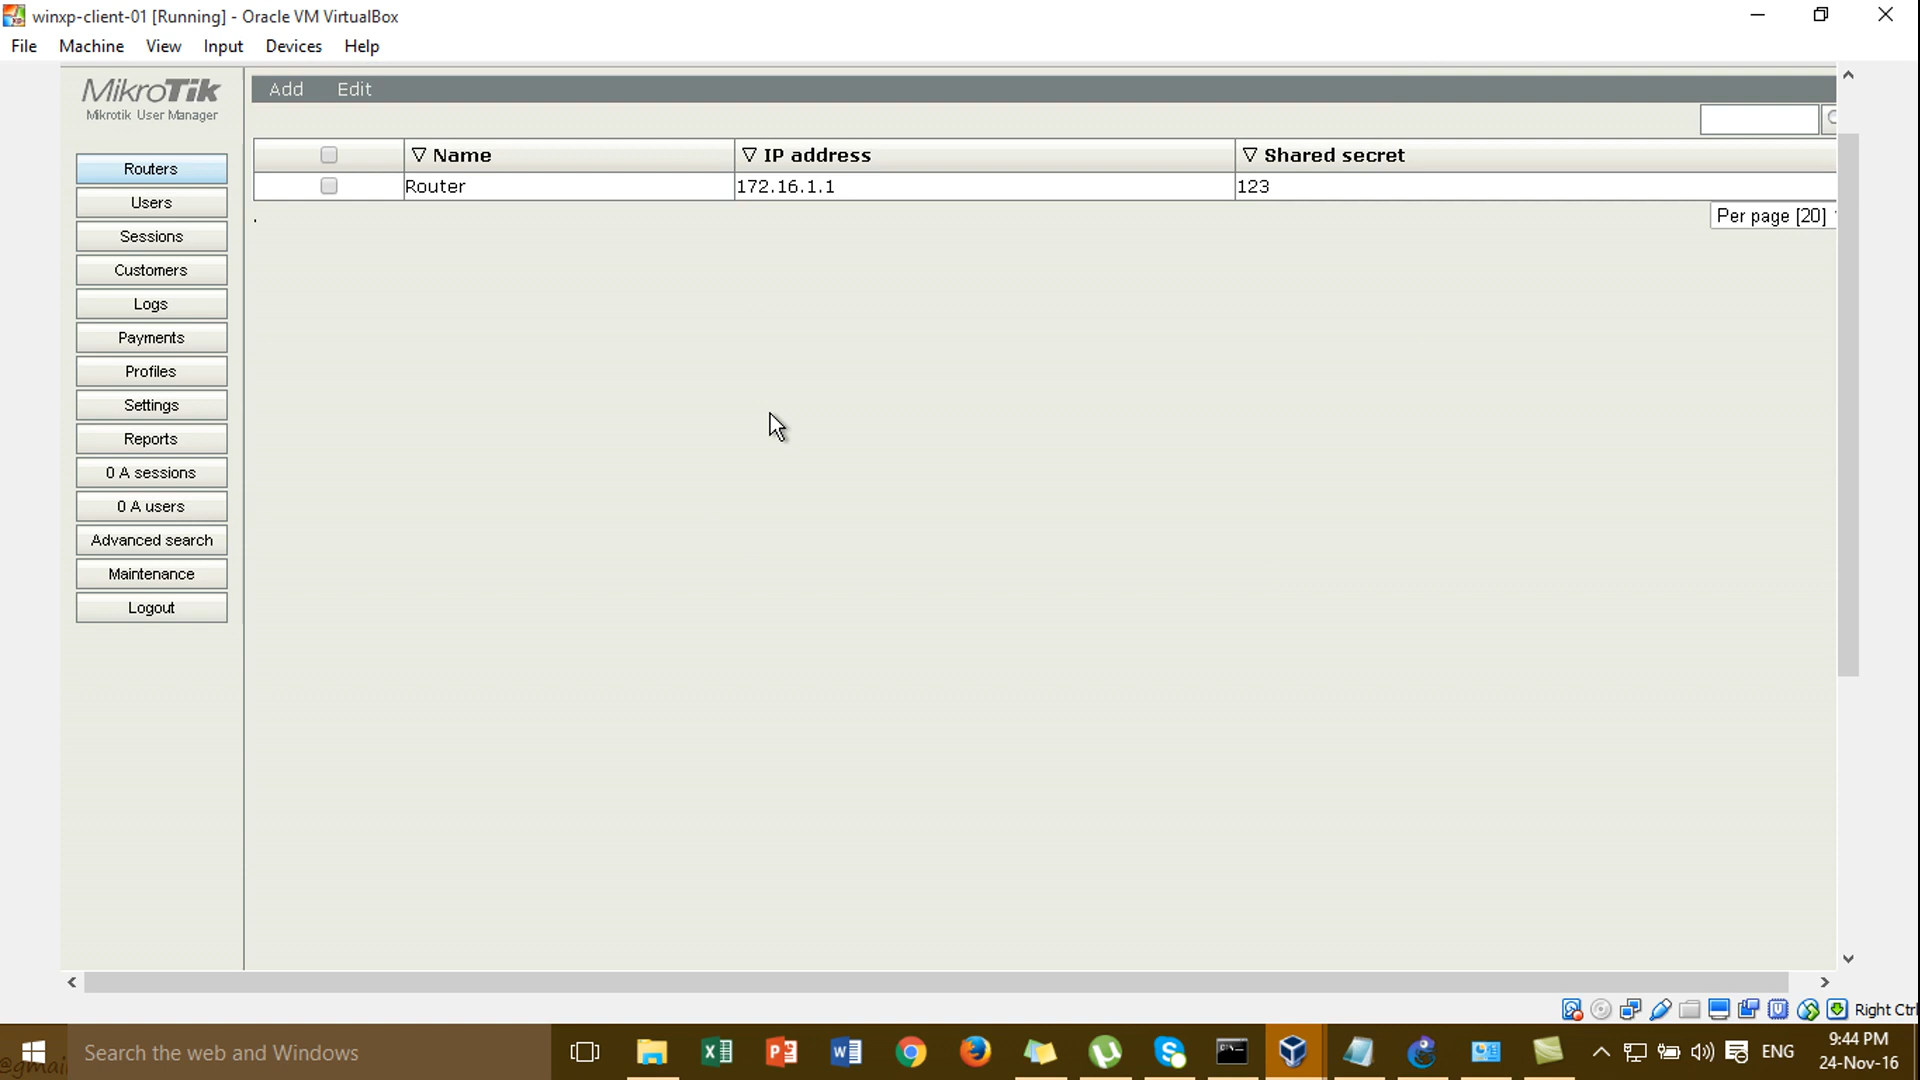 winxp-client-01 [Running] - Oracle VM VirtualBox
File Machine View Input Devices Help
MikroTik
Mikrotik User Manager
Add Edit
Name IP address Shared secret
Router 172.16.1.1 123
Per page [20]
Routers
Users
Sessions
Customers
Logs
Payments
Profiles
Settings
Reports
0 A sessions
0 A users
Advanced search
Maintenance
Logout
Right Ctrl
Search the web and Windows
ENG
9:44 PM
24-Nov-16